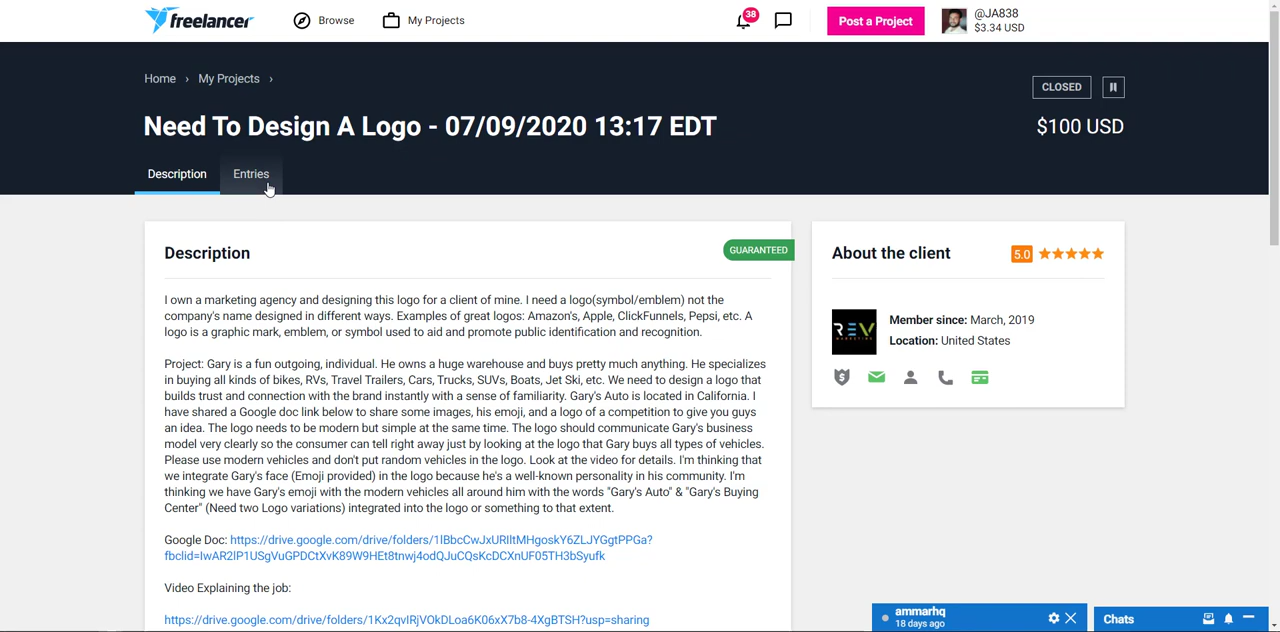 freelancer
Browse
My Projects
38
Post a Project
@JA838
$3.34 USD
Home › My Projects ›
CLOSED
Need To Design A Logo - 07/09/2020 13:17 EDT
$100 USD
Description
Entries
Description
GUARANTEED
I own a marketing agency and designing this logo for a client of mine. I need a logo(symbol/emblem) not the
company's name designed in different ways. Examples of great logos: Amazon's, Apple, ClickFunnels, Pepsi, etc. A
logo is a graphic mark, emblem, or symbol used to aid and promote public identification and recognition.
Project: Gary is a fun outgoing, individual. He owns a huge warehouse and buys pretty much anything. He specializes
in buying all kinds of bikes, RVs, Travel Trailers, Cars, Trucks, SUVs, Boats, Jet Ski, etc. We need to design a logo that
builds trust and connection with the brand instantly with a sense of familiarity. Gary's Auto is located in California. I
have shared a Google doc link below to share some images, his emoji, and a logo of a competition to give you guys
an idea. The logo needs to be modern but simple at the same time. The logo should communicate Gary's business
model very clearly so the consumer can tell right away just by looking at the logo that Gary buys all types of vehicles.
Please use modern vehicles and don't put random vehicles in the logo. Look at the video for details. I'm thinking that
we integrate Gary's face (Emoji provided) in the logo because he's a well-known personality in his community. I'm
thinking we have Gary's emoji with the modern vehicles all around him with the words "Gary's Auto" & "Gary's Buying
Center" (Need two Logo variations) integrated into the logo or something to that extent.
Google Doc: https://drive.google.com/drive/folders/1lBbcCwJxURIltMHgoskY6ZLJYGgtPPGa?
fbclid=IwAR2lP1USgVuGPDCtXvK89W9HEt8tnwj4odQJuCQsKcDCXnUF05TH3bSyufk
Video Explaining the job:
https://drive.google.com/drive/folders/1Kx2qvIRjVOkDLoa6K06xX7b8-4XgBTSH?usp=sharing
About the client
5.0
REV
MARKETING
Member since: March, 2019
Location: United States
ammarhq
18 days ago
Chats